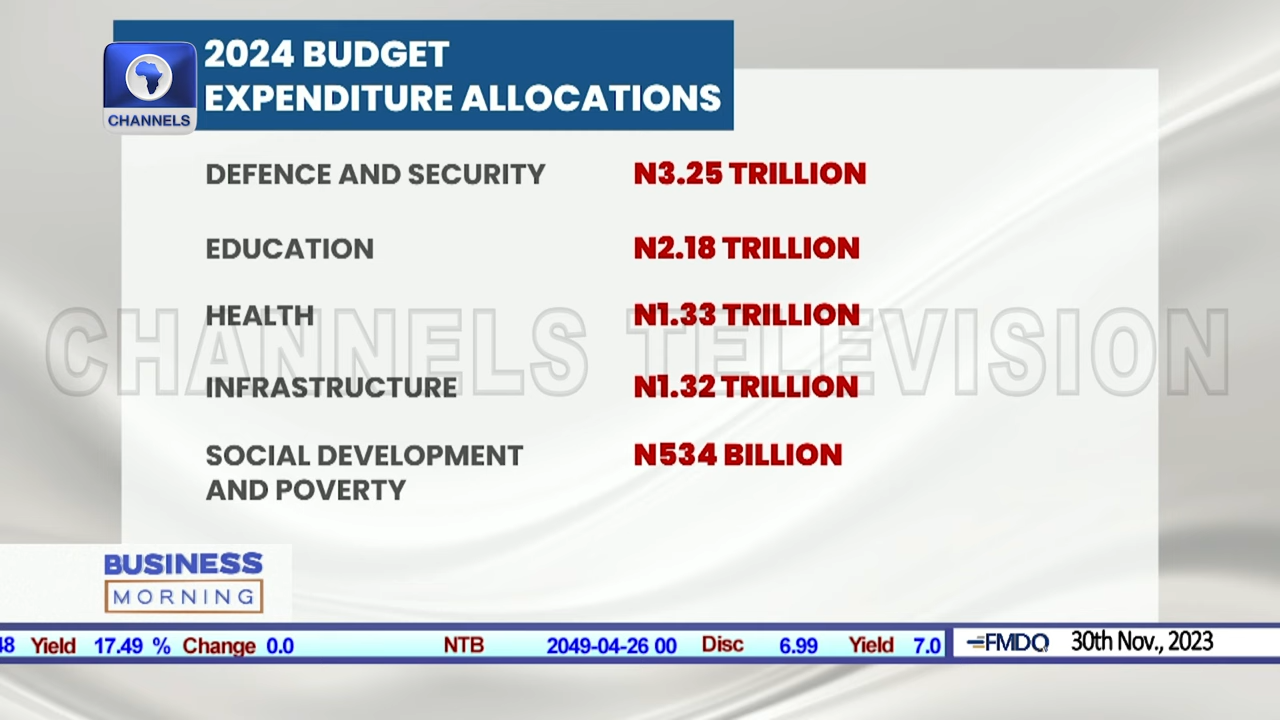 2024 BUDGET
EXPENDITURE ALLOCATIONS
CHANNELS
DEFENCE AND SECURITY N3.25 TRILLION
EDUCATION N2.18 TRILLION
HEALTH N1.33 TRILLION
CHANNELS TELEVISION
INFRASTRUCTURE N1.32 TRILLION
SOCIAL DEVELOPMENT N534 BILLION
AND POVERTY
BUSINESS
MORNING
48 Yield 17.49 % Change 0.0 NTB 2049-04-26 00 Disc 6.99 Yield 7.0 FMDQ 30th Nov., 2023